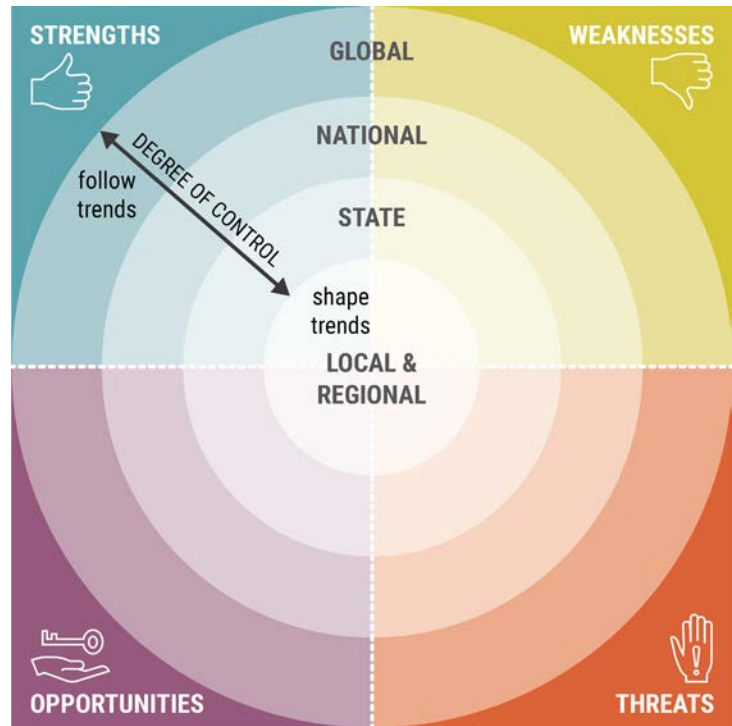 STRENGTHS
GLOBAL
WEAKNESSES
NATIONAL
DEGREE OF CONTROL
follow
trends
STATE
shape
trends
LOCAL &
REGIONAL
OPPORTUNITIES
!
THREATS